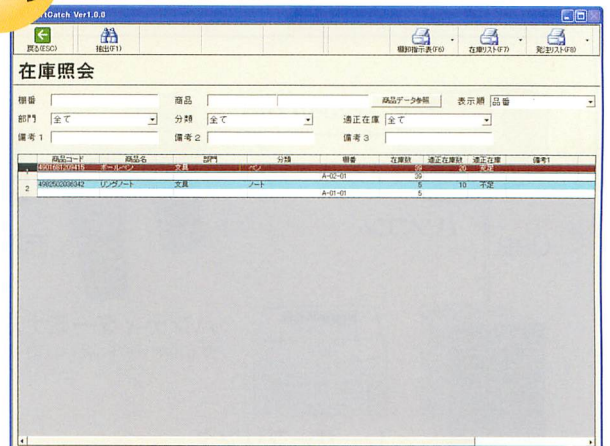 tCatch Ver1.0.0
戻る(ESC) 抽出(F1) 棚卸指示表(F6) 在庫リスト(F7) 発注リスト(F8)
在庫照会
棚番 商品 商品データ参照 表示順 品番
部門 全て 分類 全て 適正在庫 全て
備考1 備考2 備考3
商品コード 商品名 部門 分類 棚番 在庫数 適正在庫数 適正在庫 備考1
1 4901681209415 ボールペン 文具 ペン 39 20 充足
A-02-01 39
2 ノート 文具 ノート 5 10 不足
A-01-01 5